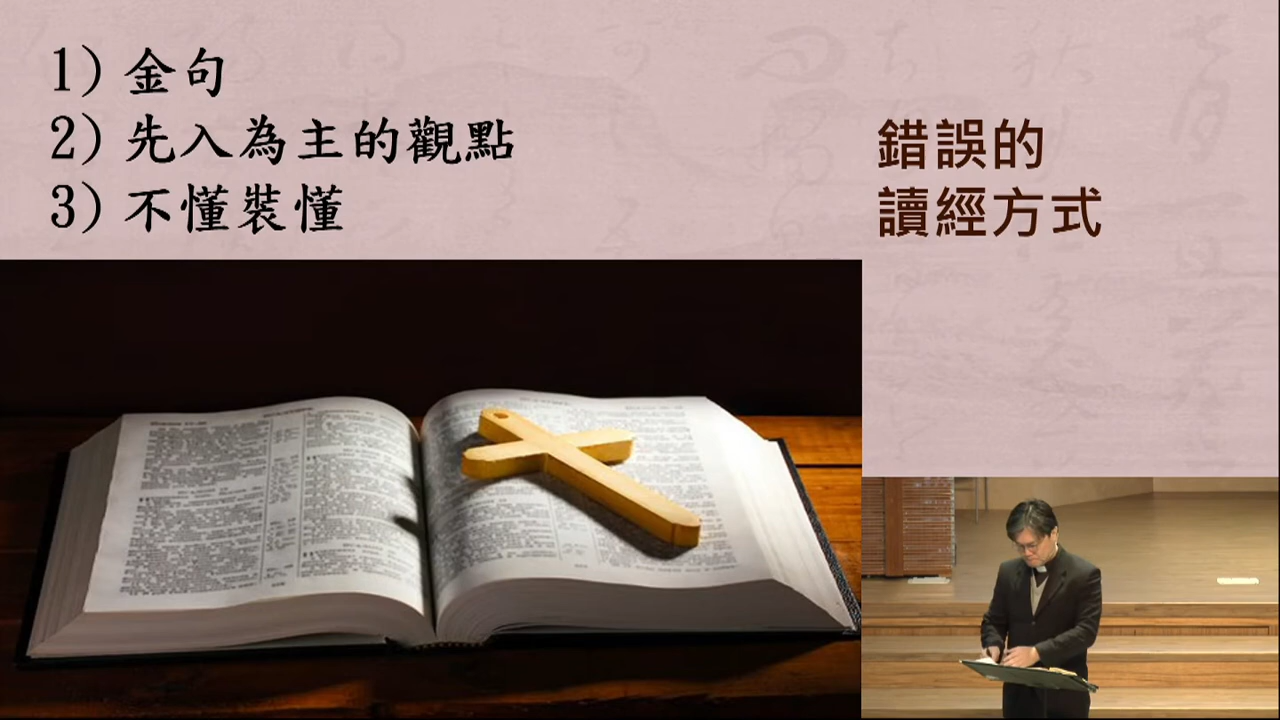 1) 金句
2) 先入為主的觀點
3) 不懂裝懂
錯誤的
讀經方式